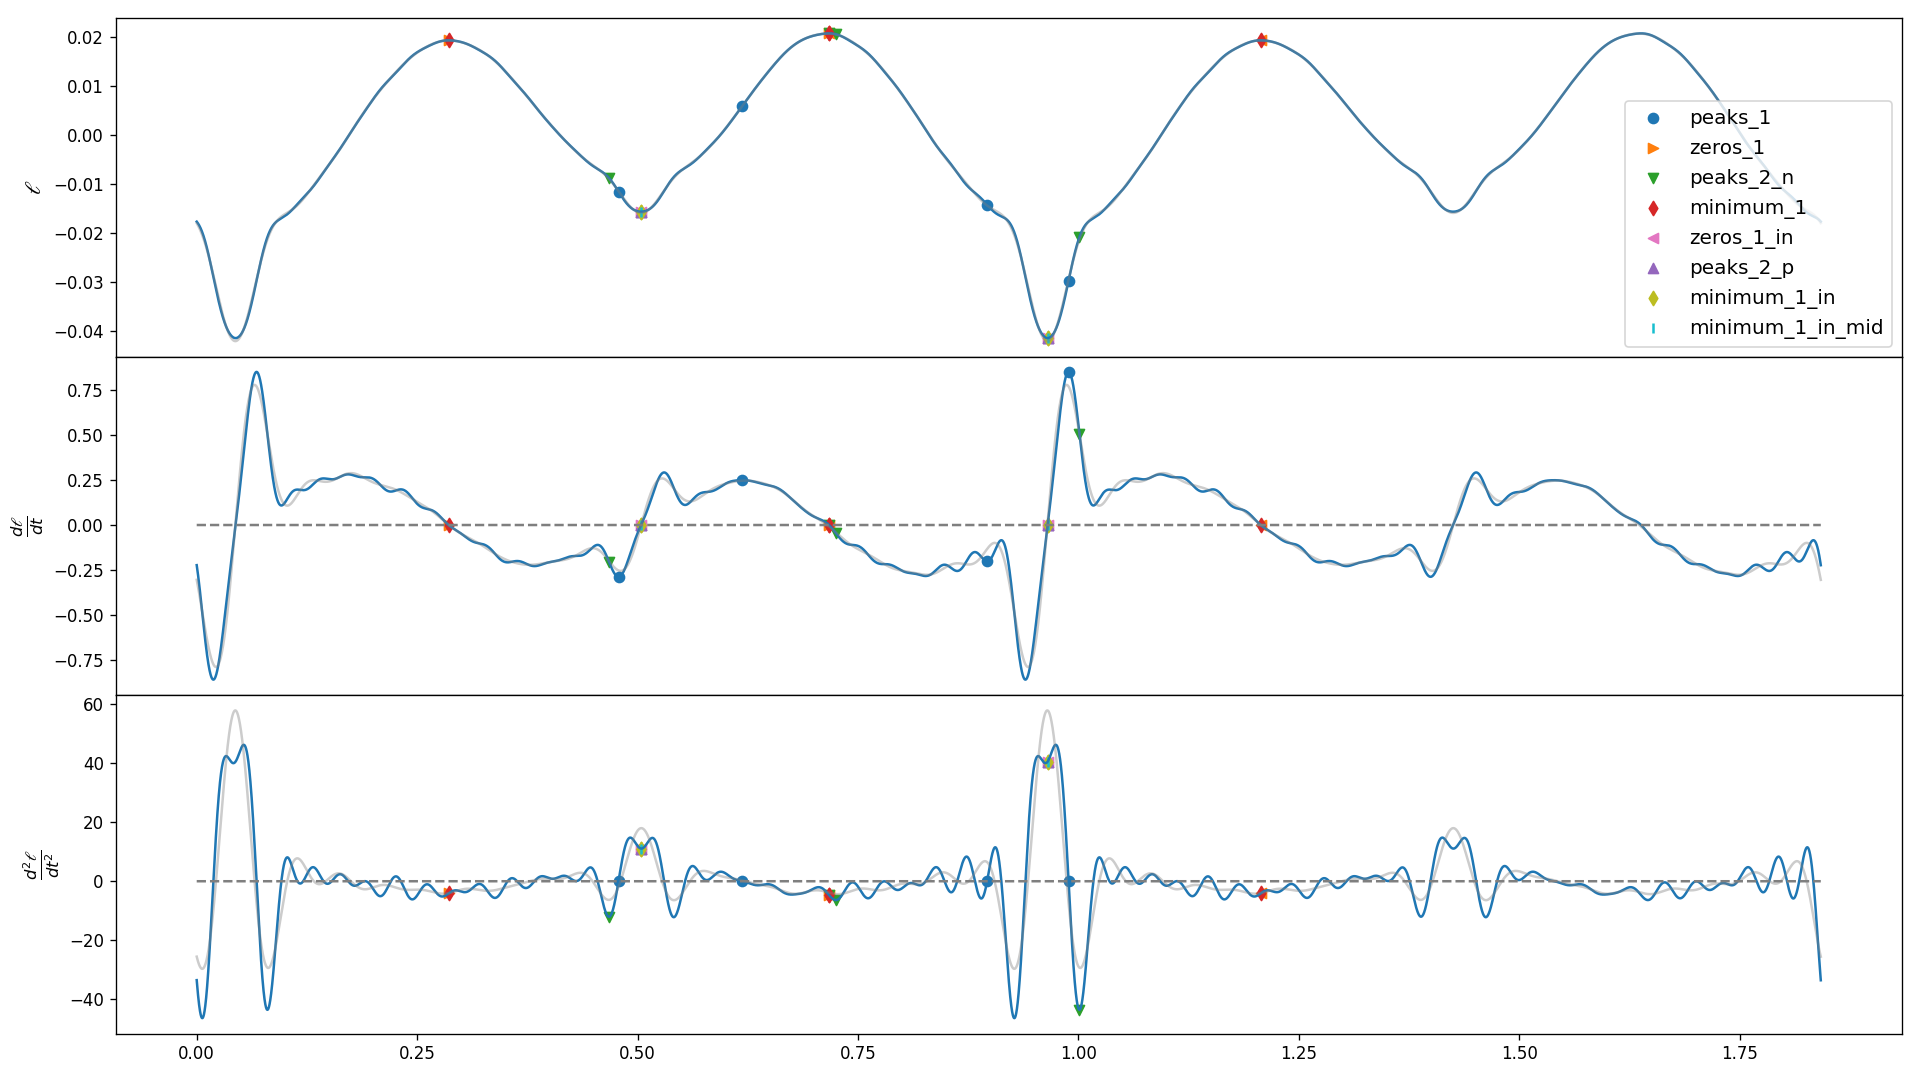 0.02
0.01
0.00
−0.01
−0.02
−0.03
−0.04
ℓ
peaks_1
zeros_1
peaks_2_n
minimum_1
zeros_1_in
peaks_2_p
minimum_1_in
minimum_1_in_mid
0.75
0.50
0.25
0.00
−0.25
−0.50
−0.75
dℓ
dt
60
40
20
0
−20
−40
d²ℓ
dt²
0.00 0.25 0.50 0.75 1.00 1.25 1.50 1.75